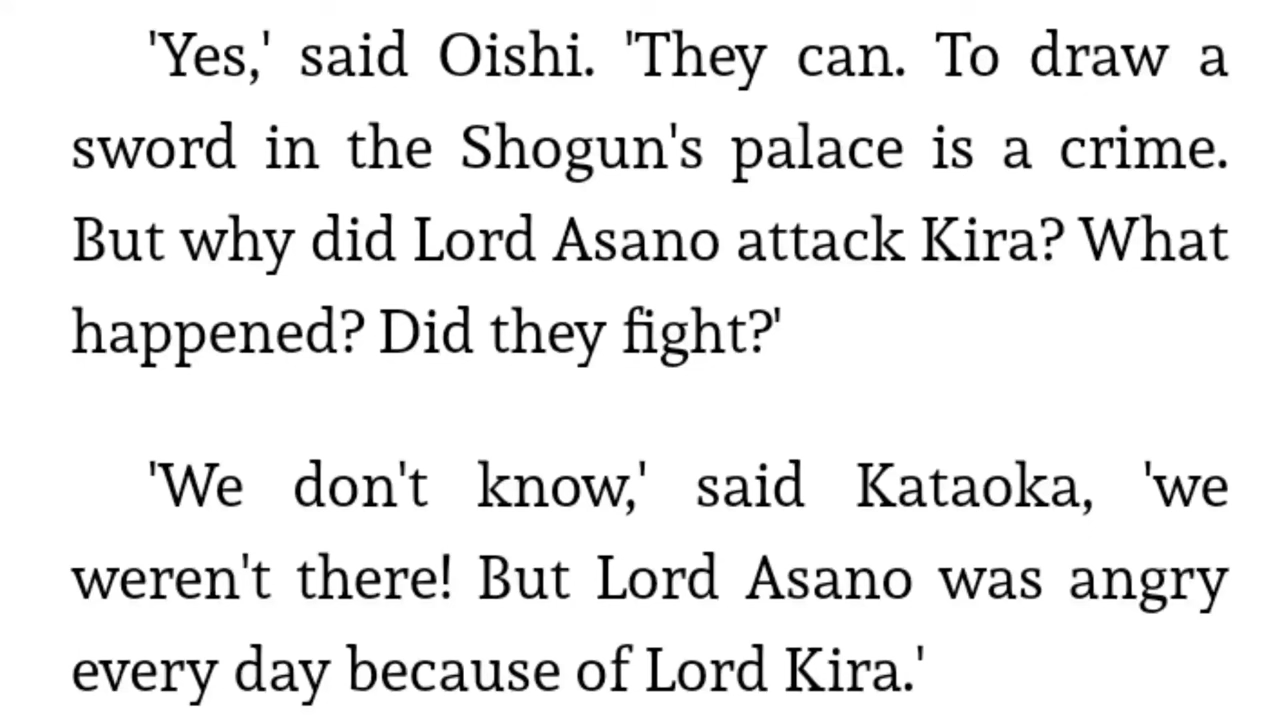 'Yes,' said Oishi. 'They can. To draw a
sword in the Shogun's palace is a crime.
But why did Lord Asano attack Kira? What
happened? Did they fight?'
'We don't know,' said Kataoka, 'we
weren't there! But Lord Asano was angry
every day because of Lord Kira.'